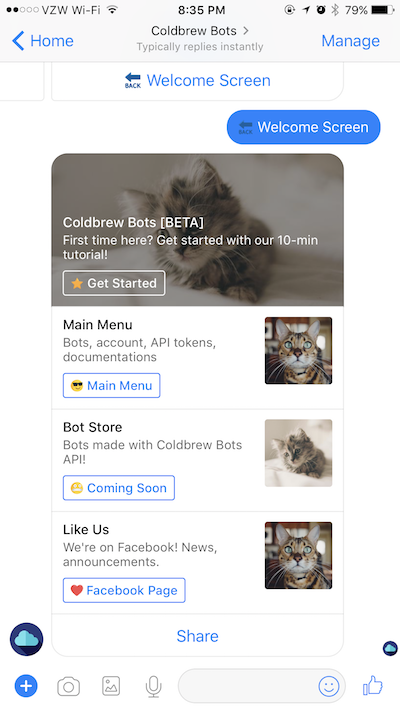 VZW Wi-Fi 8:35 PM 79%
Home Coldbrew Bots Manage
Typically replies instantly
BACK Welcome Screen
BACK Welcome Screen
Coldbrew Bots [BETA]
First time here? Get started with our 10-min
tutorial!
Get Started
Main Menu
Bots, account, API tokens,
documentations
Main Menu
Bot Store
Bots made with Coldbrew Bots
API!
Coming Soon
Like Us
We're on Facebook! News,
announcements.
Facebook Page
Share